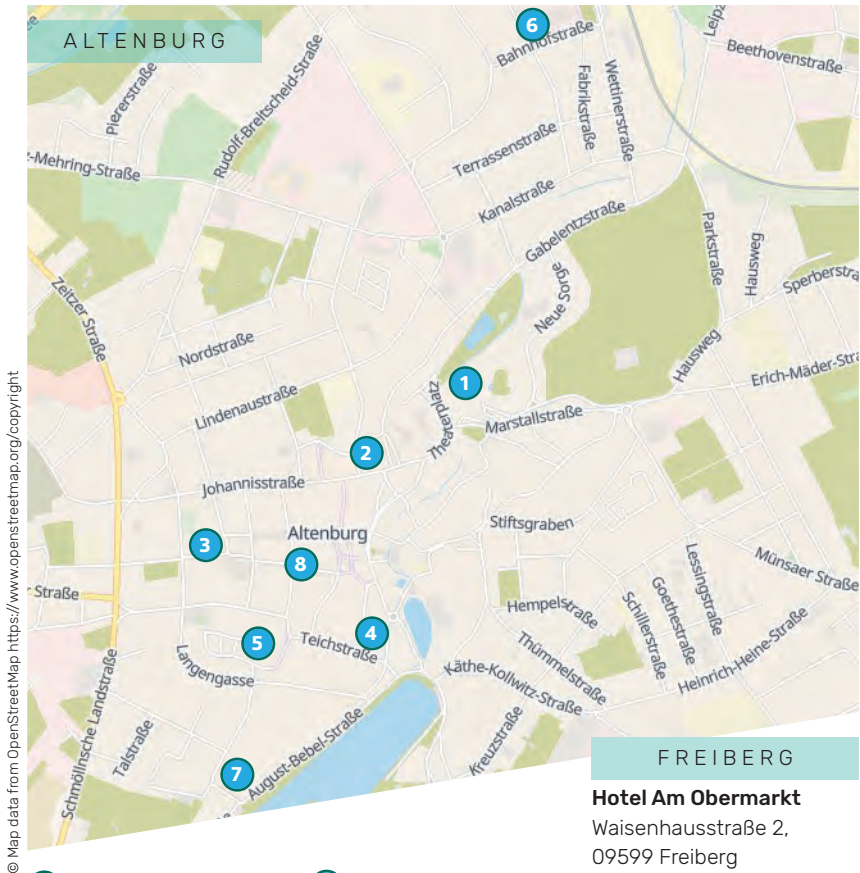 ALTENBURG
6
Bahnhofstraße
Beethovenstraße
Piererstraße
Rudolf-Breitscheid-Straße
Fabrikstraße
Wettinerstraße
Terrassenstraße
z-Mehring-Straße
Kanalstraße
Gabelentzstraße
Parkstraße
Hausweg
Zeitzer Straße
Neue Sorge
Sperberstra
Nordstraße
Hausweg
1
Theaterplatz
Erich-Mäder-Stra
Lindenaustraße
Marstallstraße
2
Johannisstraße
Stiftsgraben
Altenburg
3
8
Lessingstraße
Münsaer Straße
r Straße
Goethestraße
Hempelstraße
Schillerstraße
4
5
Teichstraße
Thümmelstraße
Heinrich-Heine-Straße
Langengasse
Käthe-Kollwitz-Straße
Schmöllnsche Landstraße
Talstraße
August-Bebel-Straße
Kreuzstraße
7
© Map data from OpenStreetMap https://www.openstreetmap.org/copyright
FREIBERG
Hotel Am Obermarkt
Waisenhausstraße 2,
09599 Freiberg